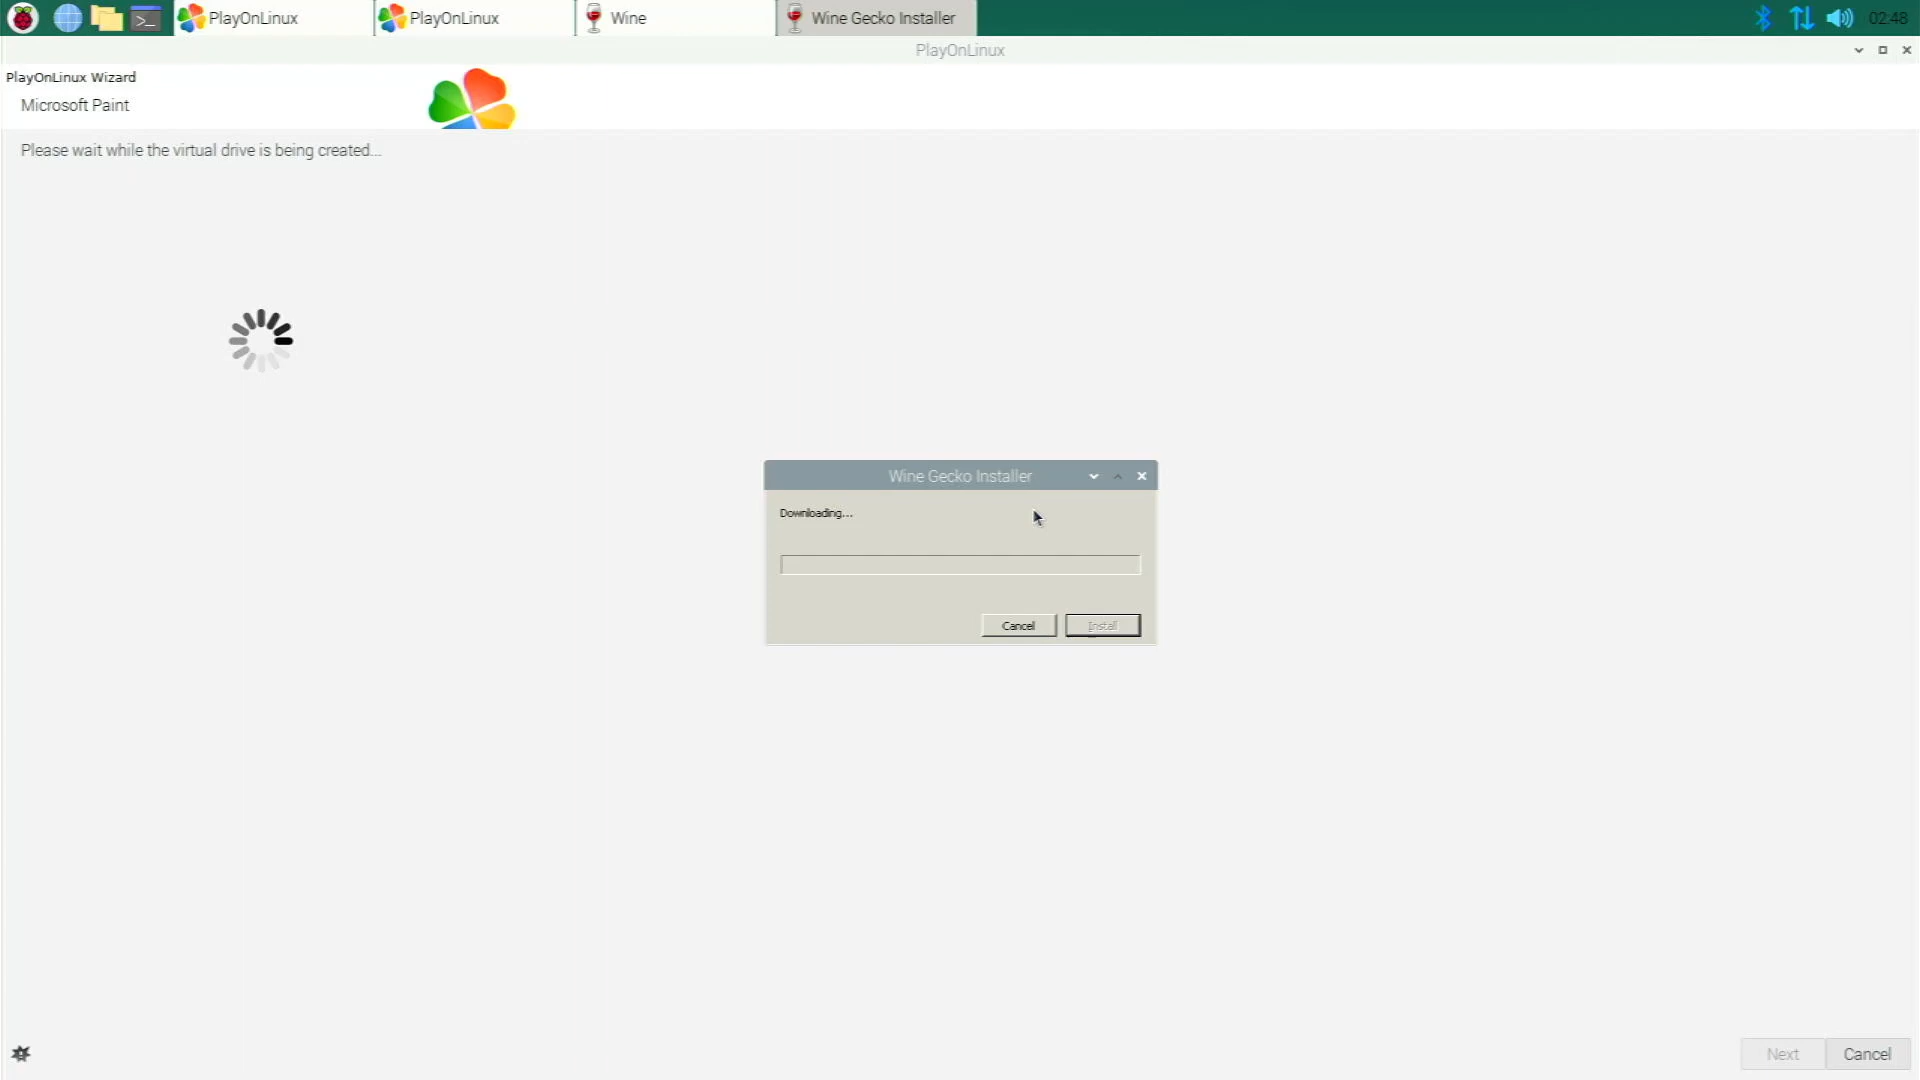 PlayOnLinux
PlayOnLinux
Wine
Wine Gecko Installer
02:48
PlayOnLinux
PlayOnLinux Wizard
Microsoft Paint
Please wait while the virtual drive is being created...
Wine Gecko Installer
Downloading...
Cancel
Install
Next
Cancel